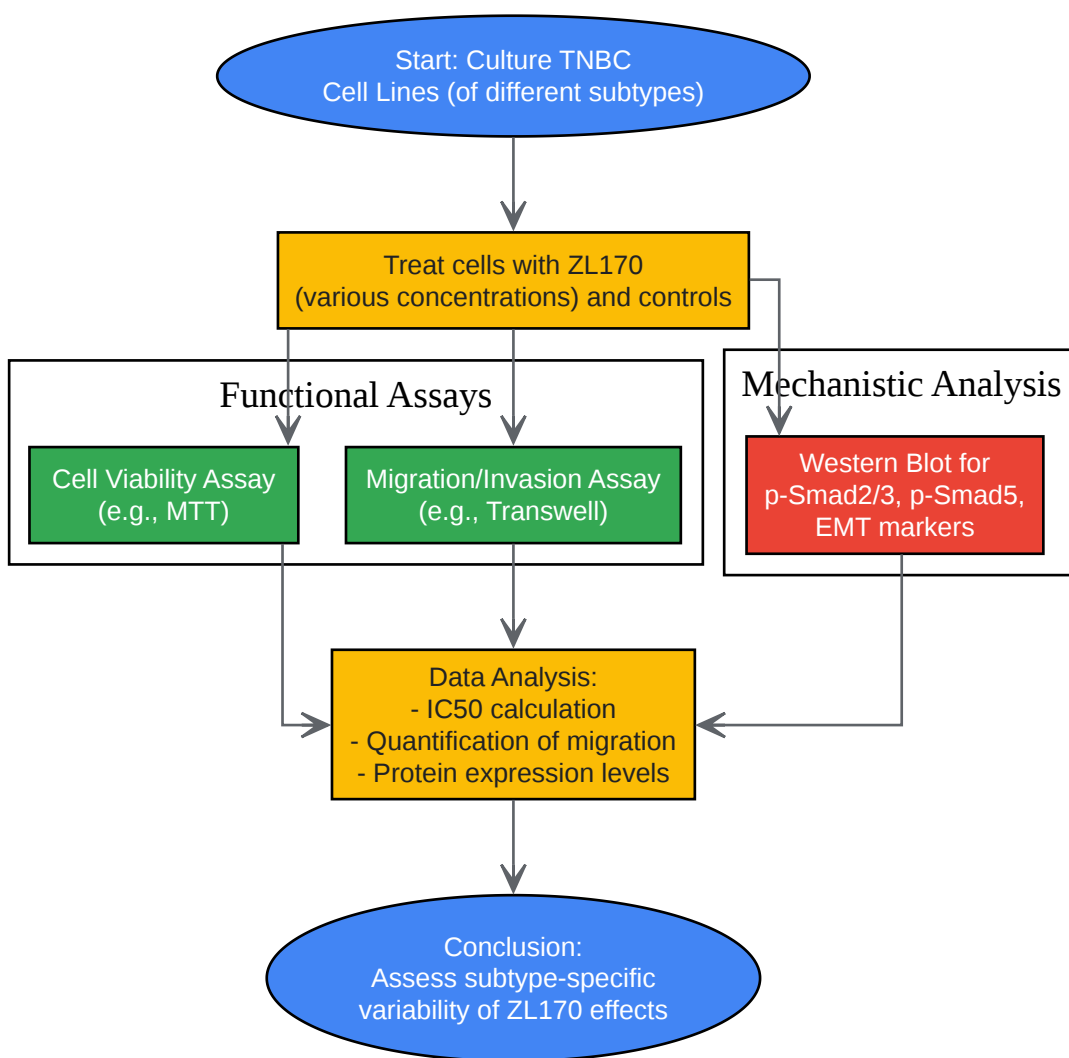 Start: Culture TNBC
Cell Lines (of different subtypes)
Treat cells with ZL170
(various concentrations) and controls
Functional Assays
Mechanistic Analysis
Cell Viability Assay
(e.g., MTT)
Migration/Invasion Assay
(e.g., Transwell)
Western Blot for
p-Smad2/3, p-Smad5,
EMT markers
Data Analysis:
- IC50 calculation
- Quantification of migration
- Protein expression levels
Conclusion:
Assess subtype-specific
variability of ZL170 effects